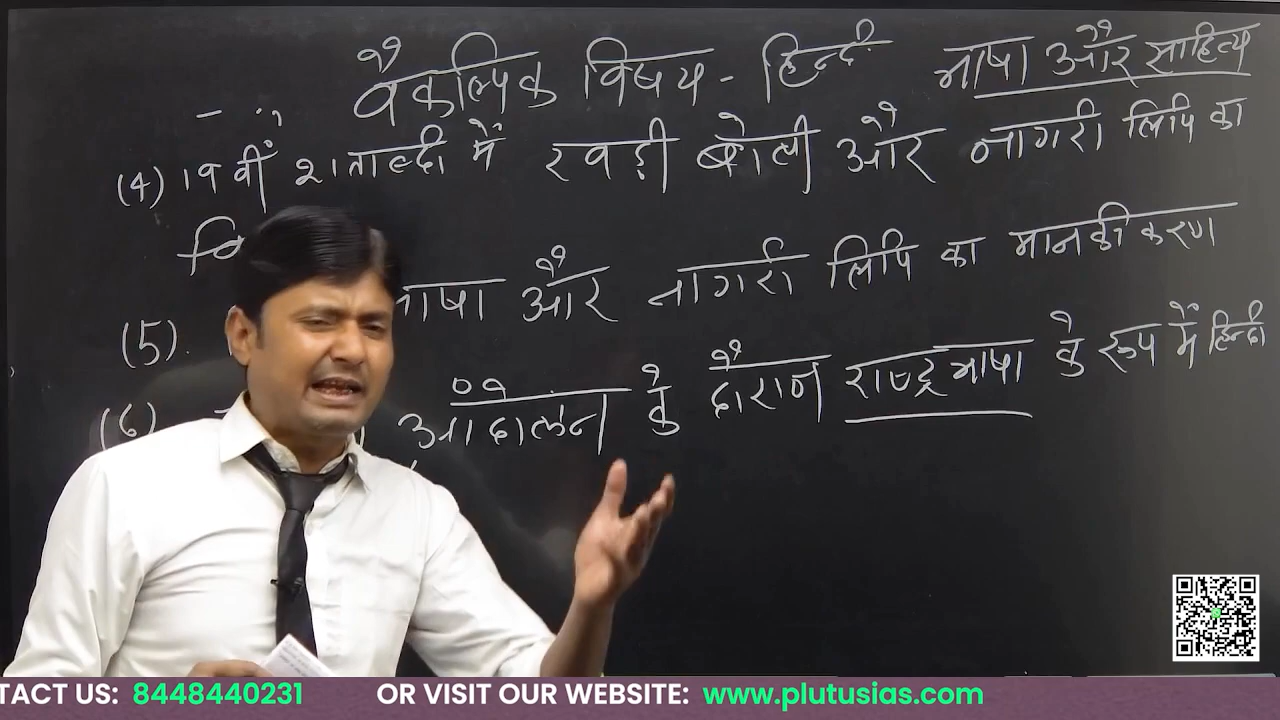 वैकल्पिक विषय - हिन्दी भाषा और साहित्य
(4) 19वीं शताब्दी में खड़ी बोली और नागरी लिपि का
वि
(5). भाषा और नागरी लिपि का मानकीकरण
(6) आंदोलन के दौरान राष्ट्रभाषा के रूप में हिन्दी
TACT US: 8448440231 OR VISIT OUR WEBSITE: www.plutusias.com